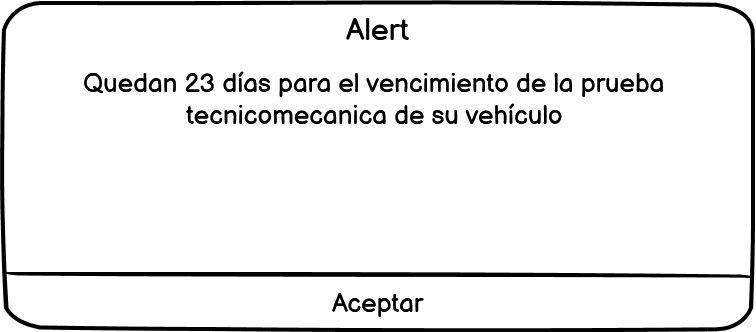 Alert
Quedan 23 días para el vencimiento de la prueba
tecnicomecanica de su vehículo
Aceptar